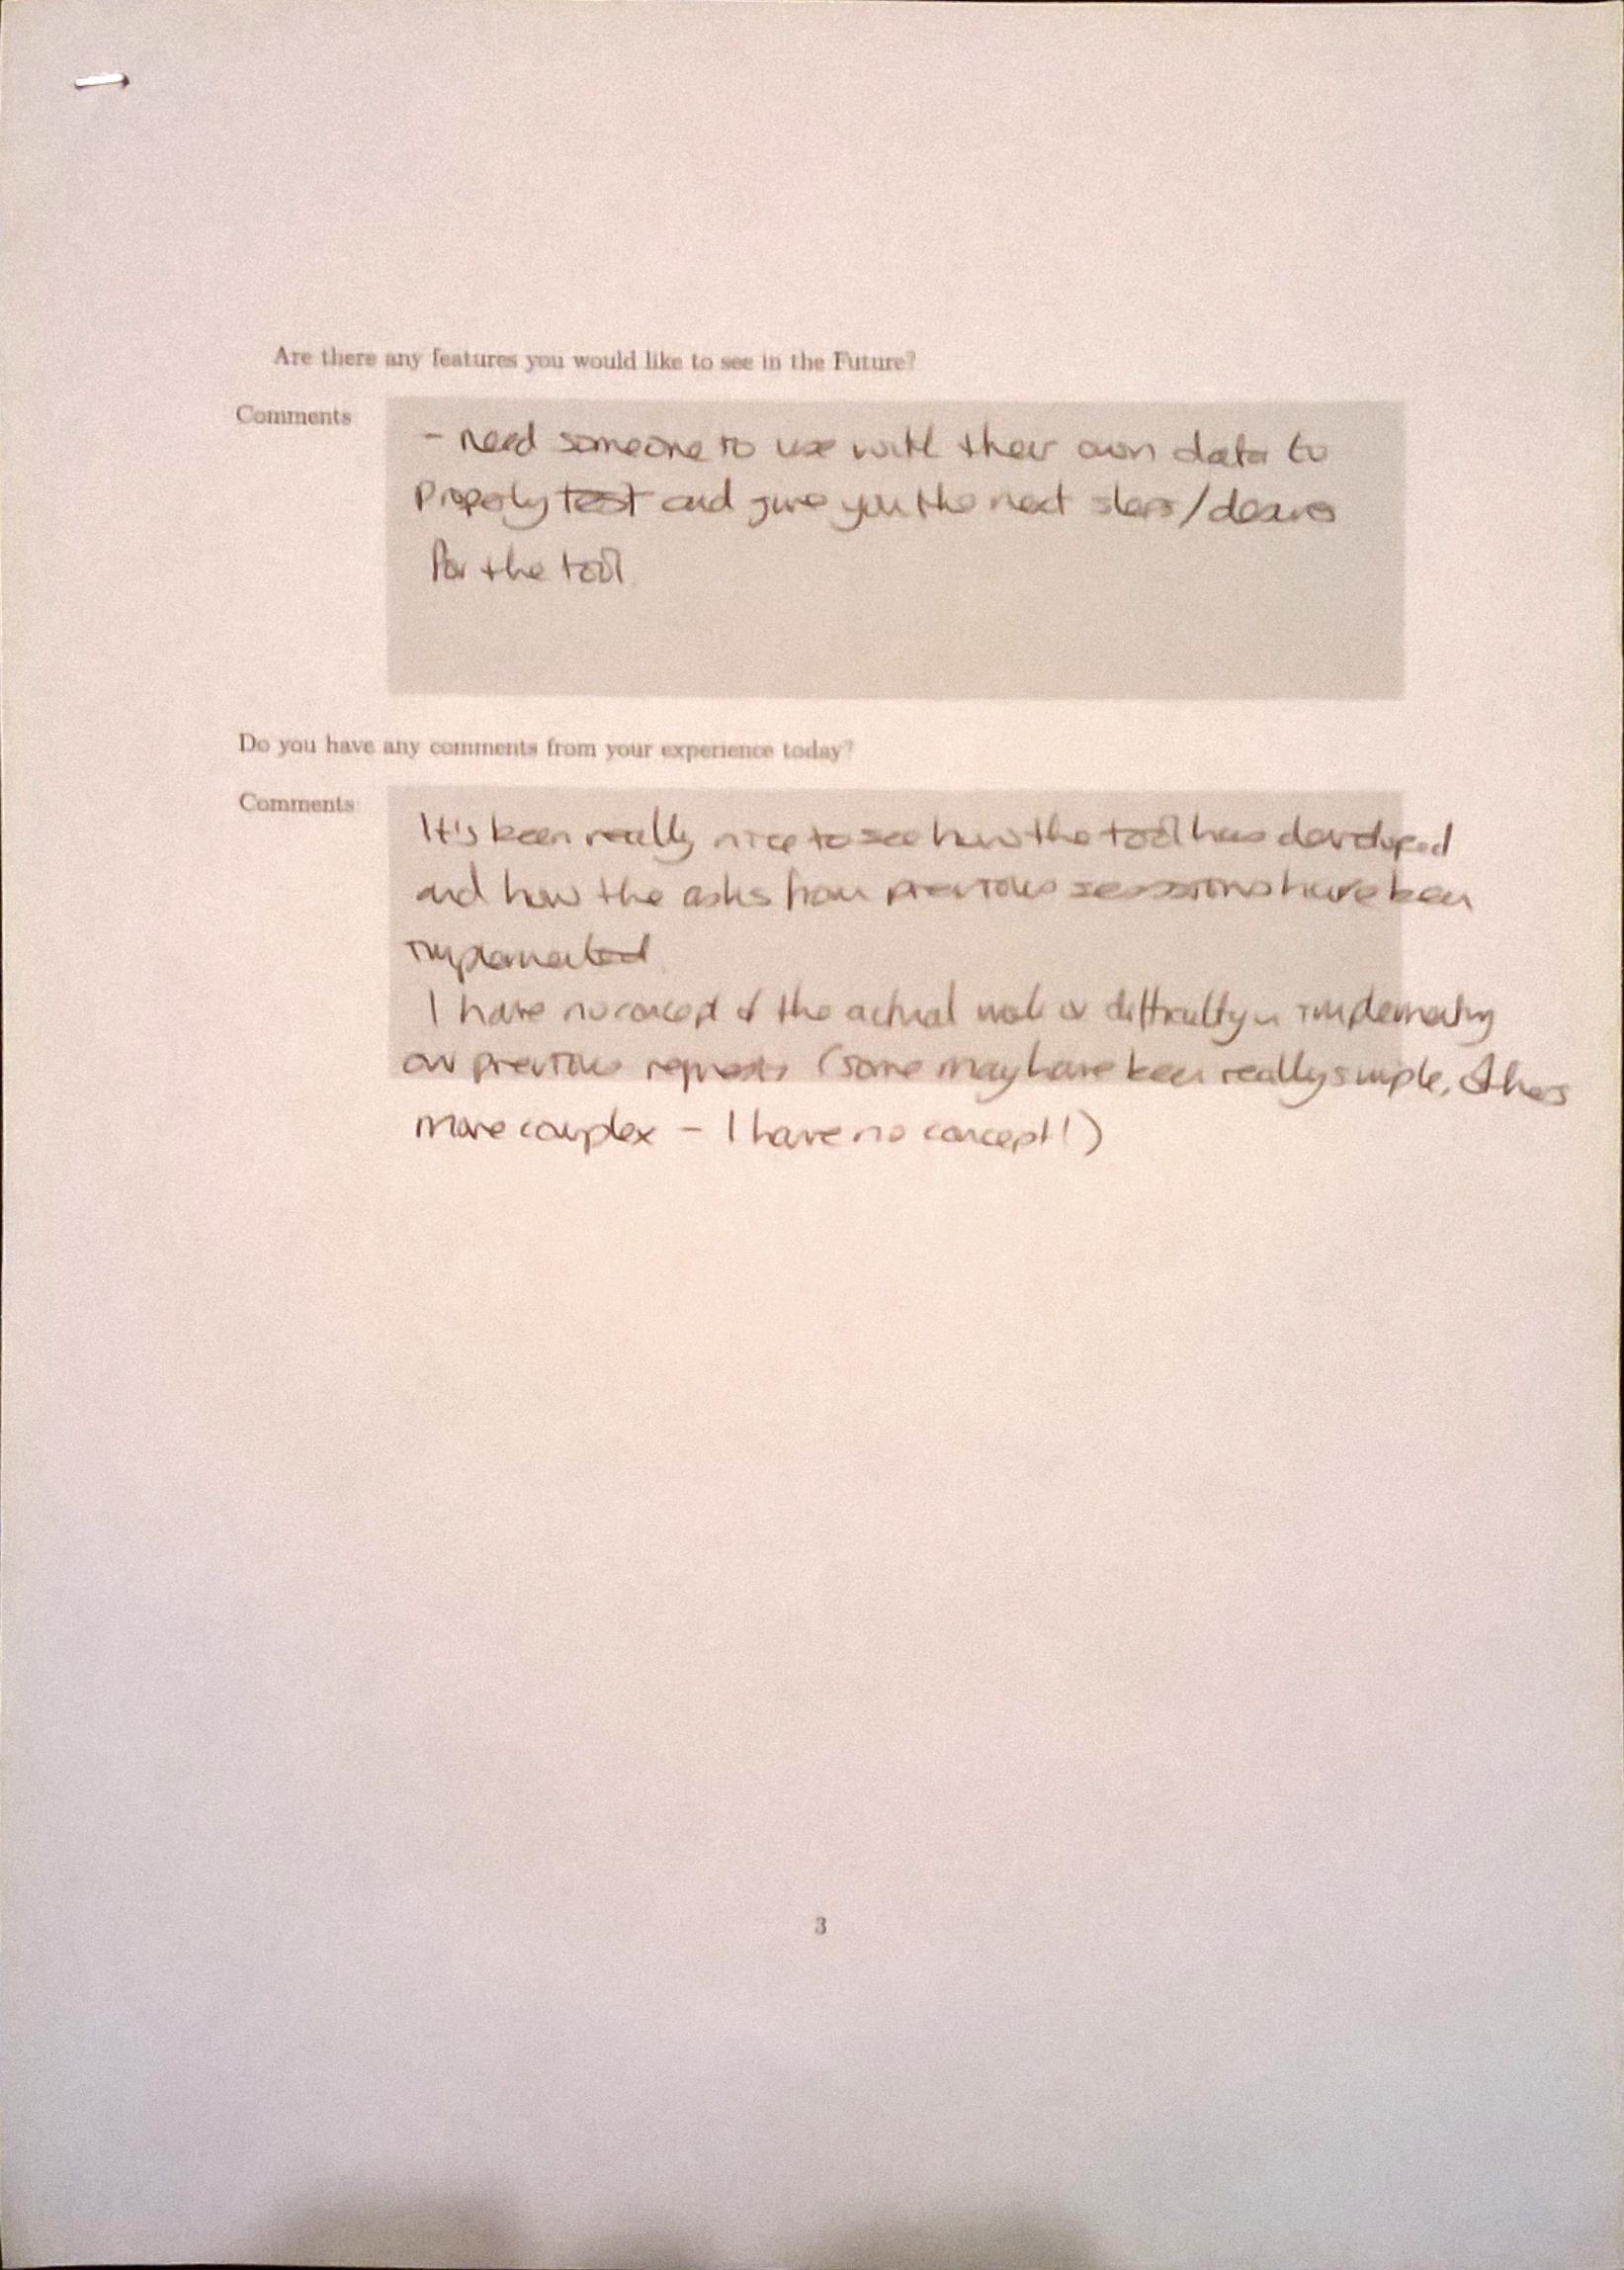 Are there any features you would like to see in the Future?
Comments
- need someone to use with their own data to
properly test and give you the next steps/desires
for the tool.
Do you have any comments from your experience today?
Comments
It's been really nice to see how the tool has developed
and how the asks from previous sessions have been
implemented.
I have no concept of the actual work or difficulty in implementing
our previous requests (some may have been really simple, others
more complex - I have no concept!)
3